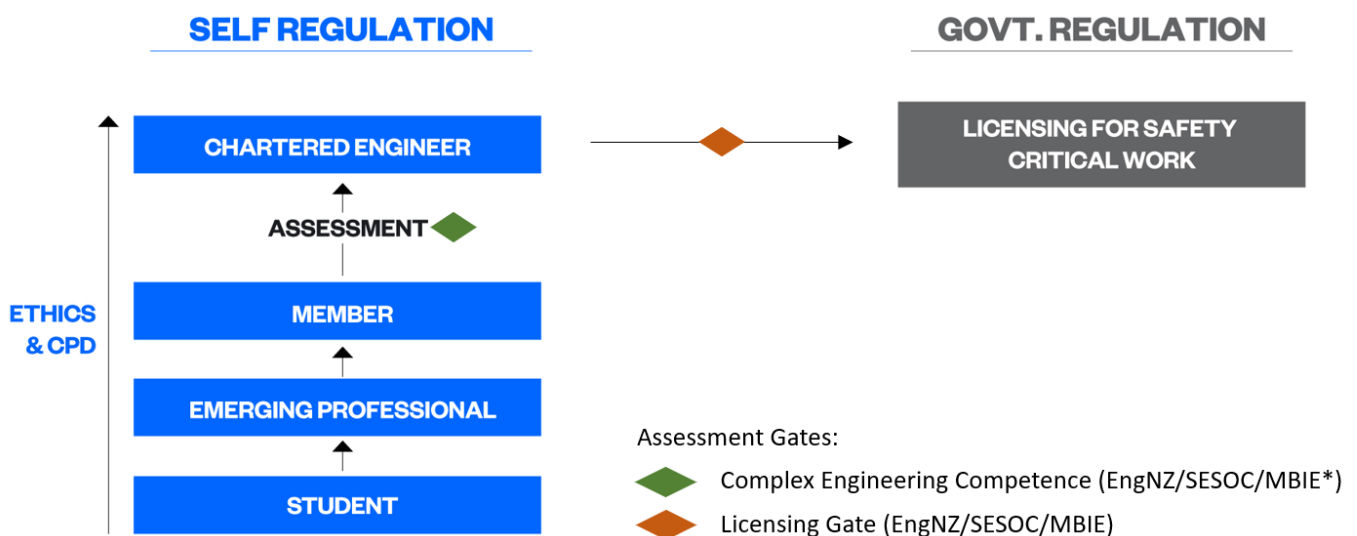 SELF REGULATION
GOVT. REGULATION
CHARTERED ENGINEER
LICENSING FOR SAFETY
CRITICAL WORK
ASSESSMENT
MEMBER
ETHICS
& CPD
EMERGING PROFESSIONAL
STUDENT
Assessment Gates:
Complex Engineering Competence (EngNZ/SESOC/MBIE*)
Licensing Gate (EngNZ/SESOC/MBIE)